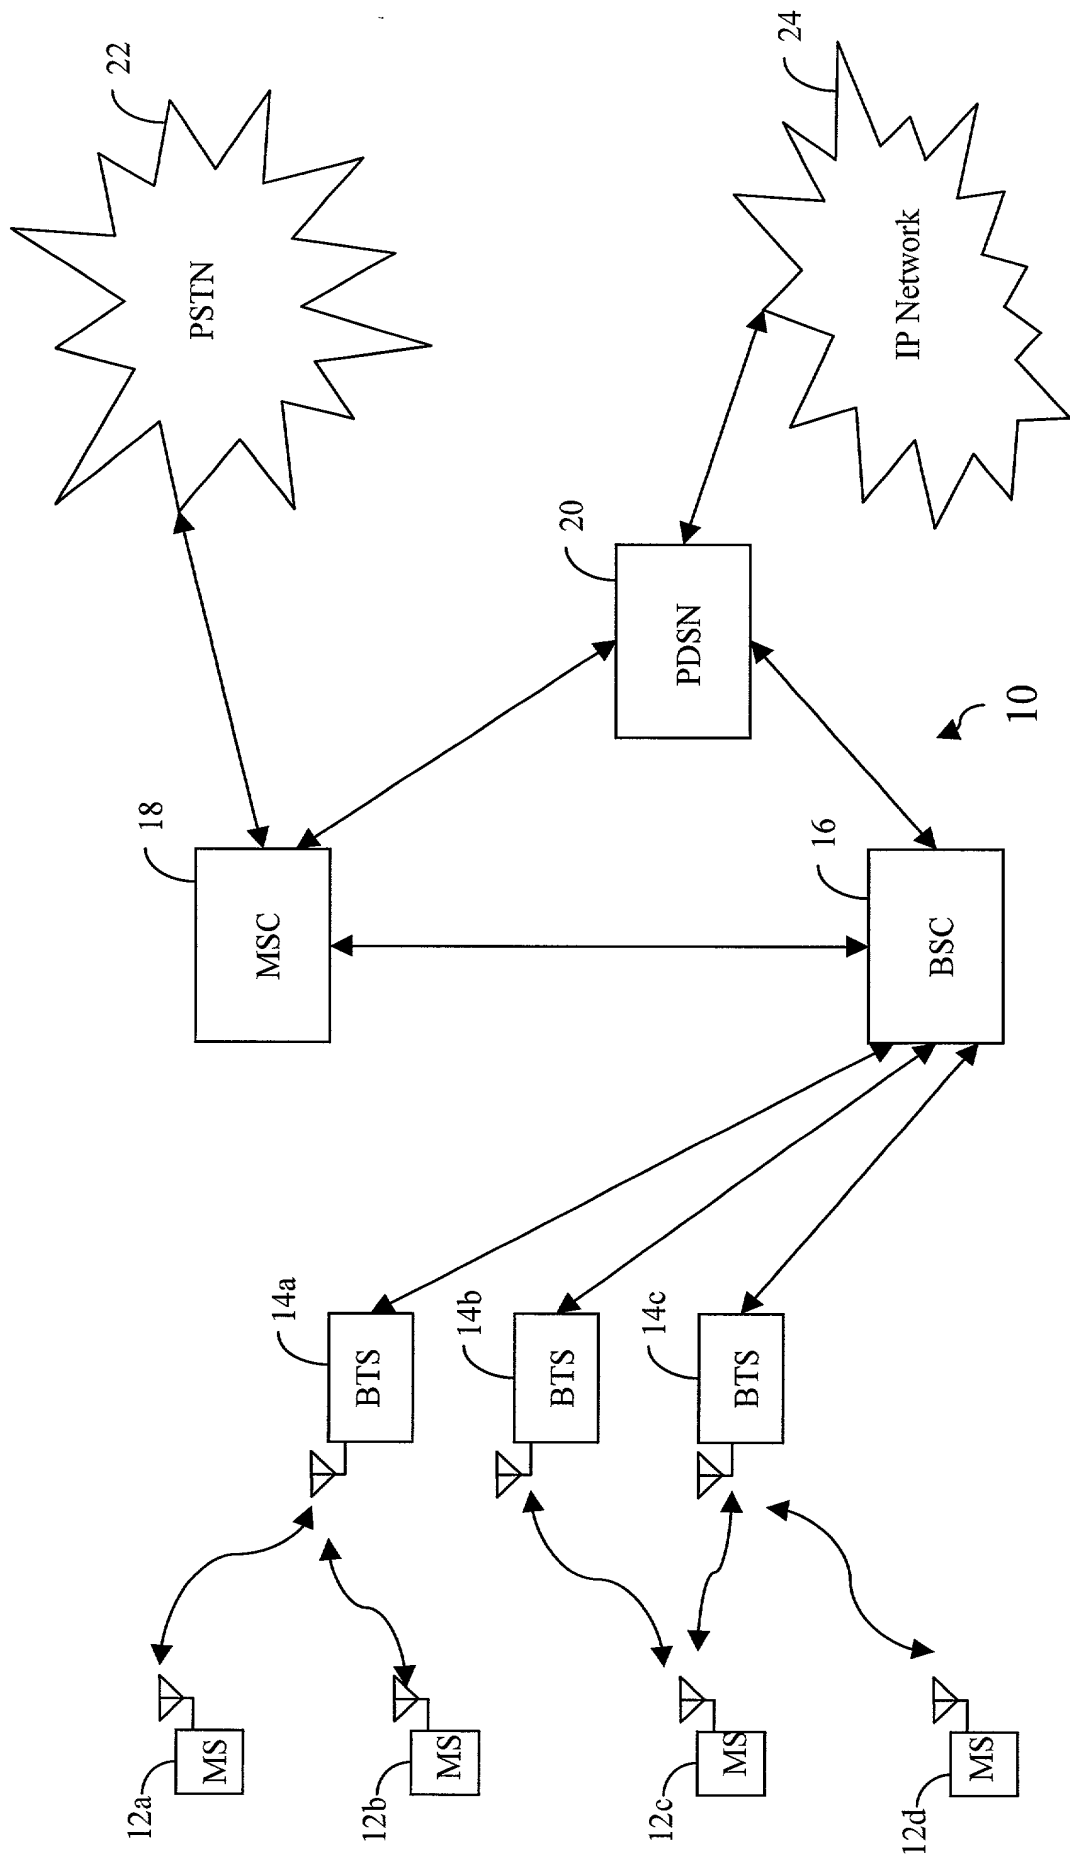 22
PSTN
24
IP Network
20
PDSN
18
MSC
16
BSC
10
14a
BTS
14b
BTS
14c
BTS
12a
MS
12b
MS
12c
MS
12d
MS